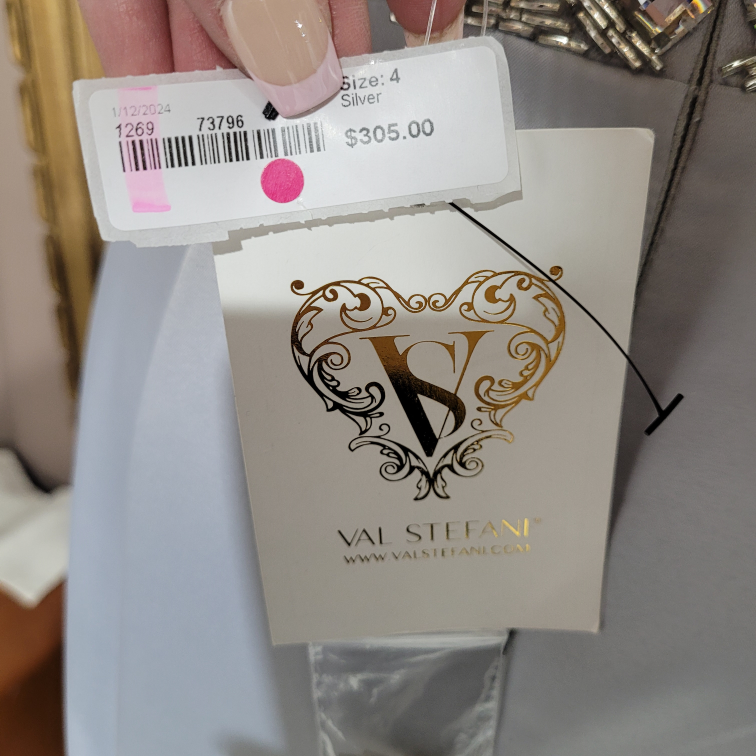 Size: 4
Silver
1/12/2024
1269 73796
$305.00
VS
VAL STEFANI
WWW.VALSTEFANI.COM